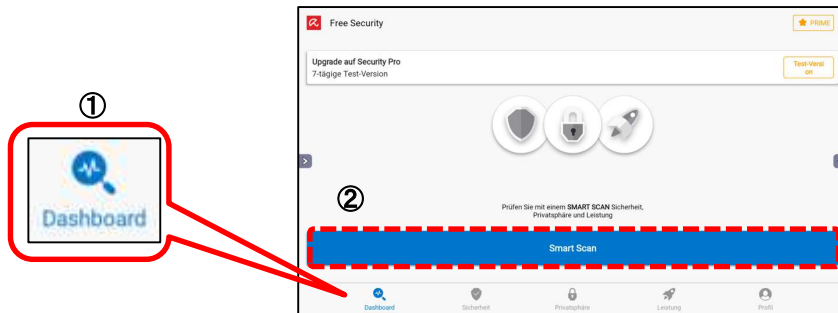 Free Security
PRIME
Upgrade auf Security Pro
7-tägige Test-Version
Test-Versi
on
①
Dashboard
②
Prüfen Sie mit einem SMART SCAN Sicherheit,
Privatsphäre und Leistung
Smart Scan
Dashboard
Sicherheit
Privatsphäre
Leistung
Profil